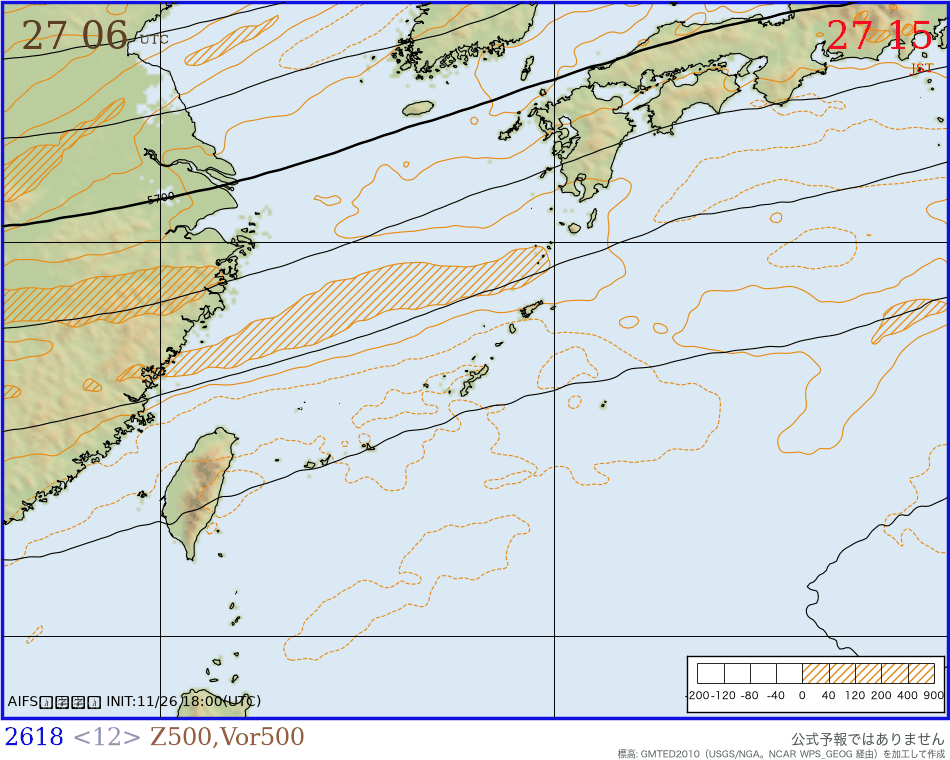 27 06 UTC
27 15
JST
5700
-200 -120 -80 -40 0 40 120 200 400 900
AIFS INIT:11/26 18:00(UTC)
2618 <12> Z500,Vor500
公式予報ではありません
標高: GMTED2010（USGS/NGA。NCAR WPS_GEOG 経由）を加工して作成